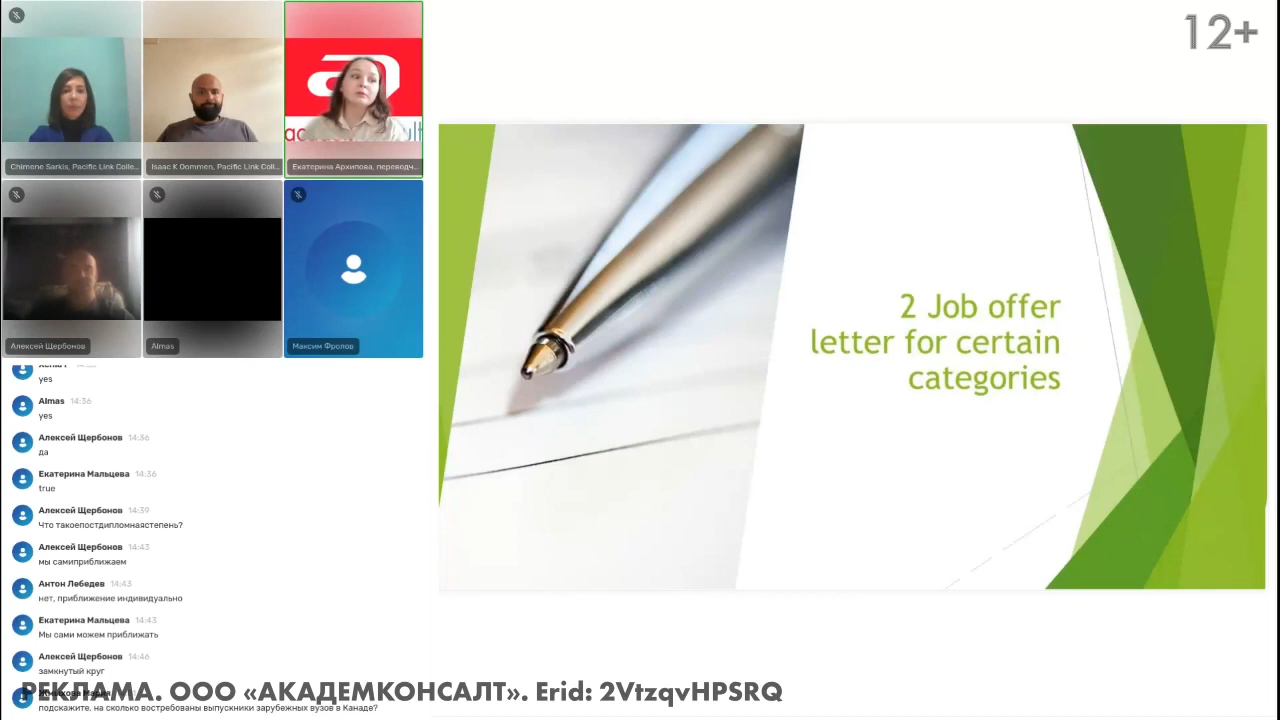 12+
Chimene Sarkis, Pacific Link Colle...
Isaac K Oommen, Pacific Link Coll...
Екатерина Архипова, переводч...
Алексей Щербонов
Almas
Максим Фролов
2 Job offer
letter for certain
categories
yes
Almas 14:36
yes
Алексей Щербонов 14:36
да
Екатерина Мальцева 14:36
true
Алексей Щербонов 14:39
Что такоепостдипломнаястепень?
Алексей Щербонов 14:43
мы самиприближаем
Антон Лебедев 14:43
нет, приближение индивидуально
Екатерина Мальцева 14:43
Мы сами можем приближать
Алексей Щербонов 14:46
замкнутый круг
РЕКЛАМА. ООО «АКАДЕМКОНСАЛТ». Erid: 2VtzqvHPSRQ
подскажите, на сколько востребованы выпускники зарубежных вузов в Канаде?